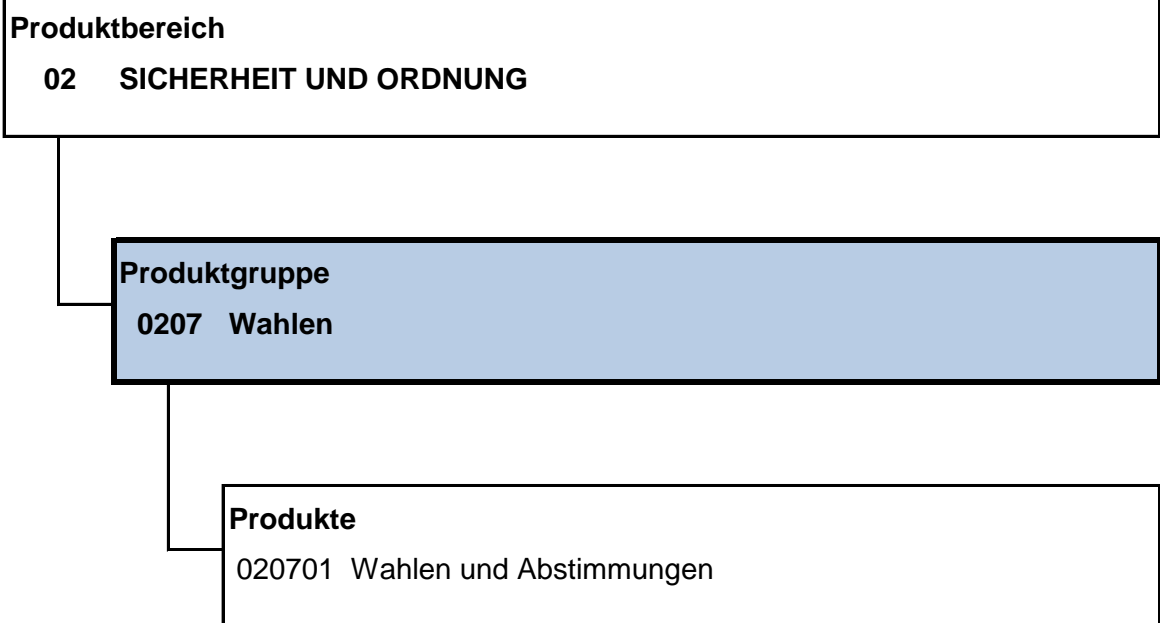 Produktbereich
02 SICHERHEIT UND ORDNUNG
Produktgruppe
0207 Wahlen
Produkte
020701 Wahlen und Abstimmungen